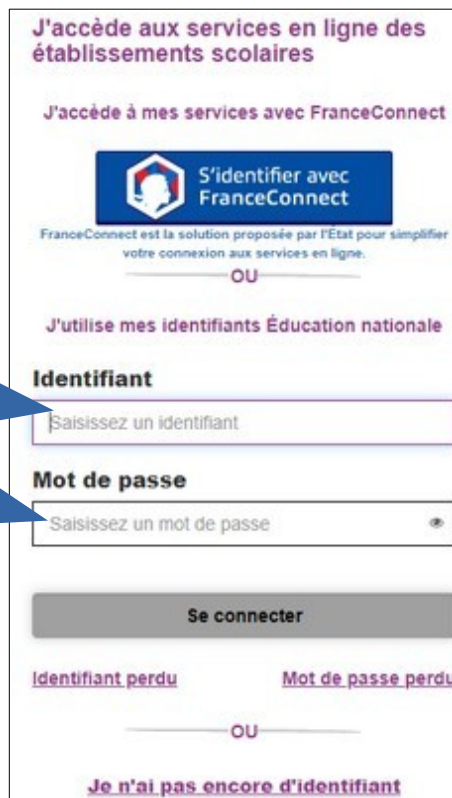 J'accède aux services en ligne des
établissements scolaires
J'accède à mes services avec FranceConnect
S'identifier avec
FranceConnect
FranceConnect est la solution proposée par l'Etat pour simplifier
votre connexion aux services en ligne.
OU
J'utilise mes identifiants Éducation nationale
Identifiant
Saisissez un identifiant
Mot de passe
Saisissez un mot de passe
Se connecter
Identifiant perdu Mot de passe perdu
OU
Je n'ai pas encore d'identifiant